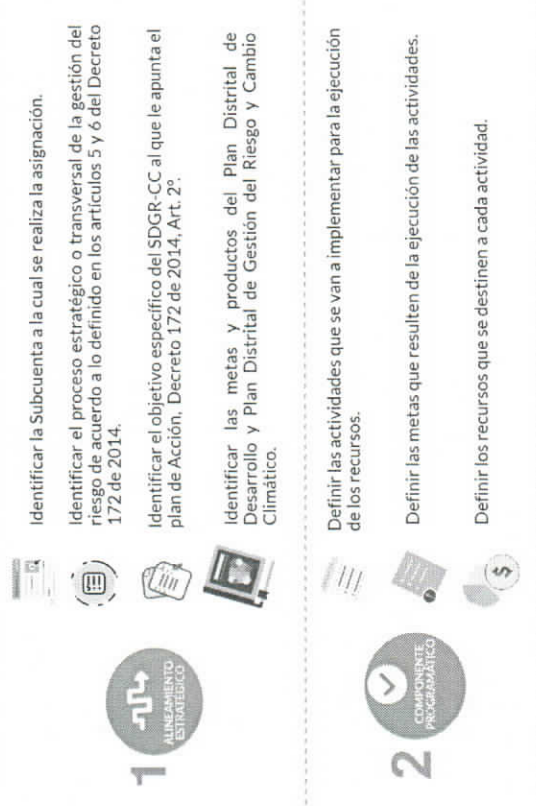 1
ALINEAMIENTO
ESTRATÉGICO
Identificar la Subcuenta a la cual se realiza la asignación.
Identificar el proceso estratégico o transversal de la gestión del
riesgo de acuerdo a lo definido en los artículos 5 y 6 del Decreto
172 de 2014.
Identificar el objetivo específico del SDGR-CC al que le apunta el
plan de Acción, Decreto 172 de 2014, Art. 2º.
Identificar las metas y productos del Plan Distrital de
Desarrollo y Plan Distrital de Gestión del Riesgo y Cambio
Climático.
2
COMPONENTE
PROGRAMÁTICO
Definir las actividades que se van a implementar para la ejecución
de los recursos.
Definir las metas que resulten de la ejecución de las actividades.
Definir los recursos que se destinen a cada actividad.
$